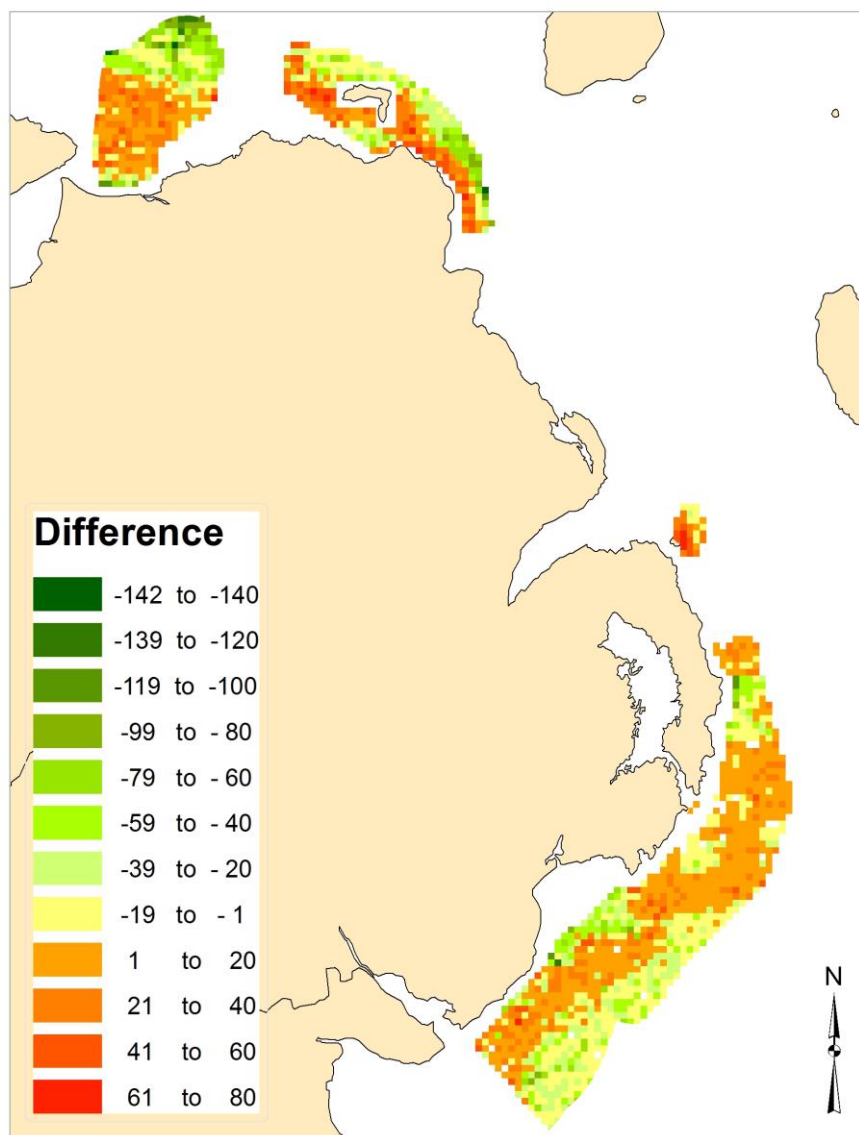 Difference
-142 to -140
-139 to -120
-119 to -100
-99 to - 80
-79 to - 60
-59 to - 40
-39 to - 20
-19 to - 1
1 to 20
21 to 40
41 to 60
61 to 80
N